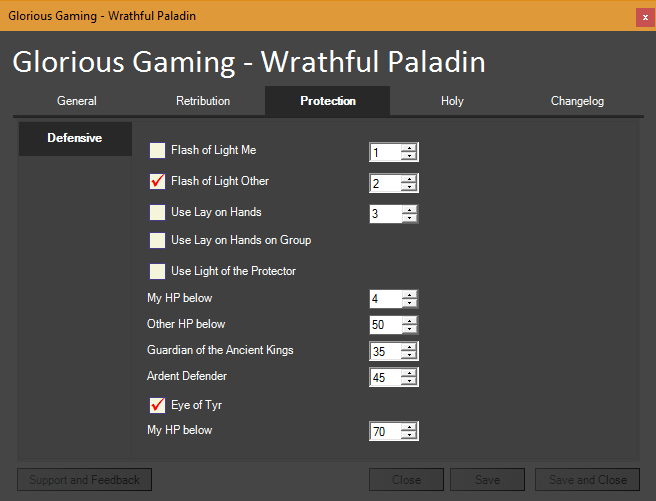 Glorious Gaming - Wrathful Paladin
x
Glorious Gaming - Wrathful Paladin
General Retribution Protection Holy Changelog
Defensive
Flash of Light Me 1
Flash of Light Other 2
Use Lay on Hands 3
Use Lay on Hands on Group
Use Light of the Protector
My HP below 4
Other HP below 50
Guardian of the Ancient Kings 35
Ardent Defender 45
Eye of Tyr
My HP below 70
Support and Feedback Close Save Save and Close